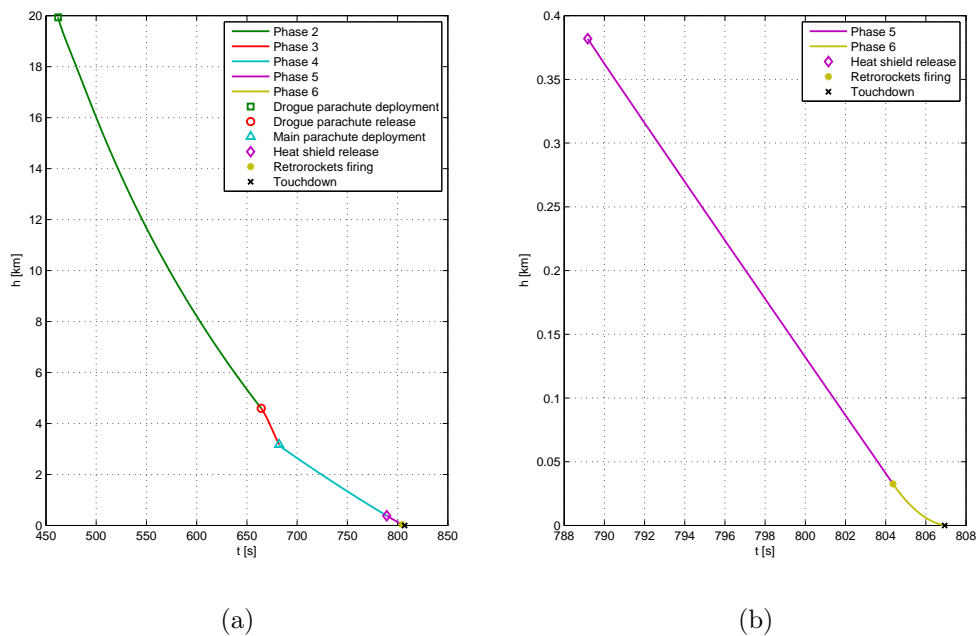 20
18
16
14
12
10
8
6
4
2
0
h [km]
450 500 550 600 650 700 750 800 850
t [s]
Phase 2
Phase 3
Phase 4
Phase 5
Phase 6
Drogue parachute deployment
Drogue parachute release
Main parachute deployment
Heat shield release
Retrorockets firing
Touchdown
(a)
0.4
0.35
0.3
0.25
0.2
0.15
0.1
0.05
0
h [km]
788 790 792 794 796 798 800 802 804 806 808
t [s]
Phase 5
Phase 6
Heat shield release
Retrorockets firing
Touchdown
(b)